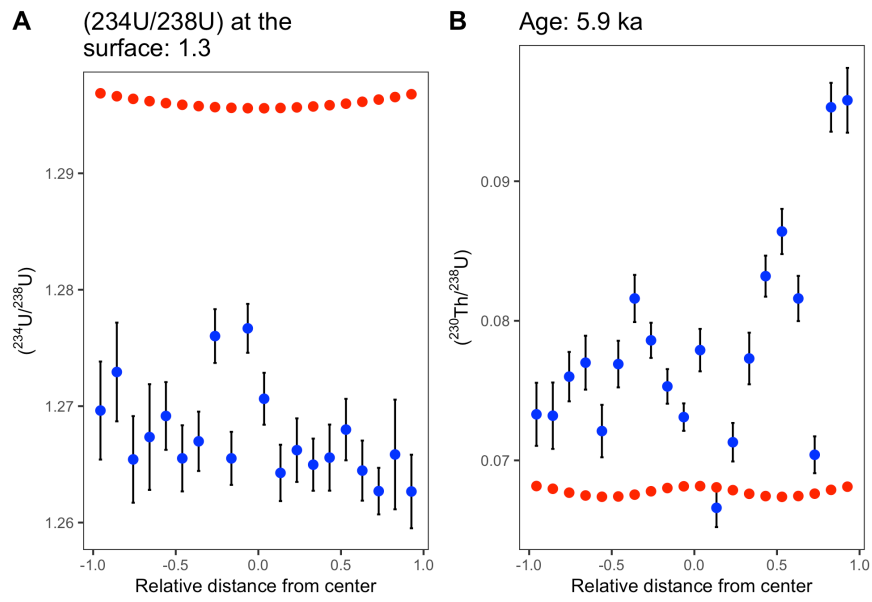 A
(234U/238U) at the
surface: 1.3
(²³⁴U/²³⁸U)
1.29
1.28
1.27
1.26
-1.0 -0.5 0.0 0.5 1.0
Relative distance from center
B
Age: 5.9 ka
(²³⁰Th/²³⁸U)
0.09
0.08
0.07
-1.0 -0.5 0.0 0.5 1.0
Relative distance from center